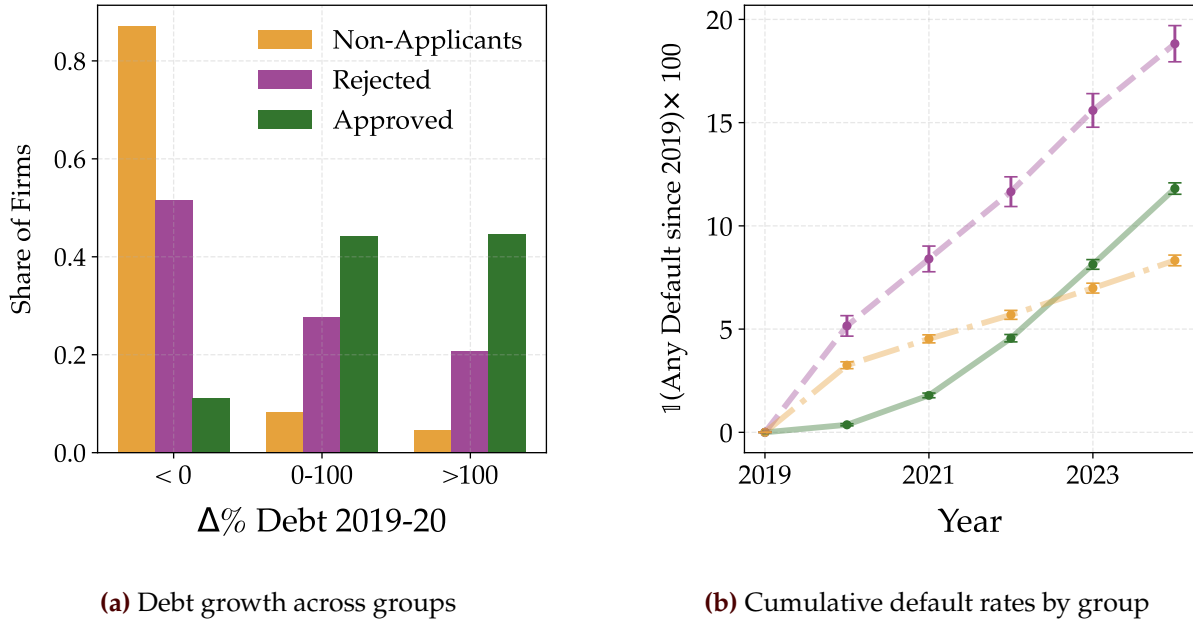 Share of Firms
0.8
0.6
0.4
0.2
0.0
Non-Applicants
Rejected
Approved
< 0
0-100
>100
Δ% Debt 2019-20
(a) Debt growth across groups
𝟙(Any Default since 2019)× 100
20
15
10
5
0
2019
2021
2023
Year
(b) Cumulative default rates by group